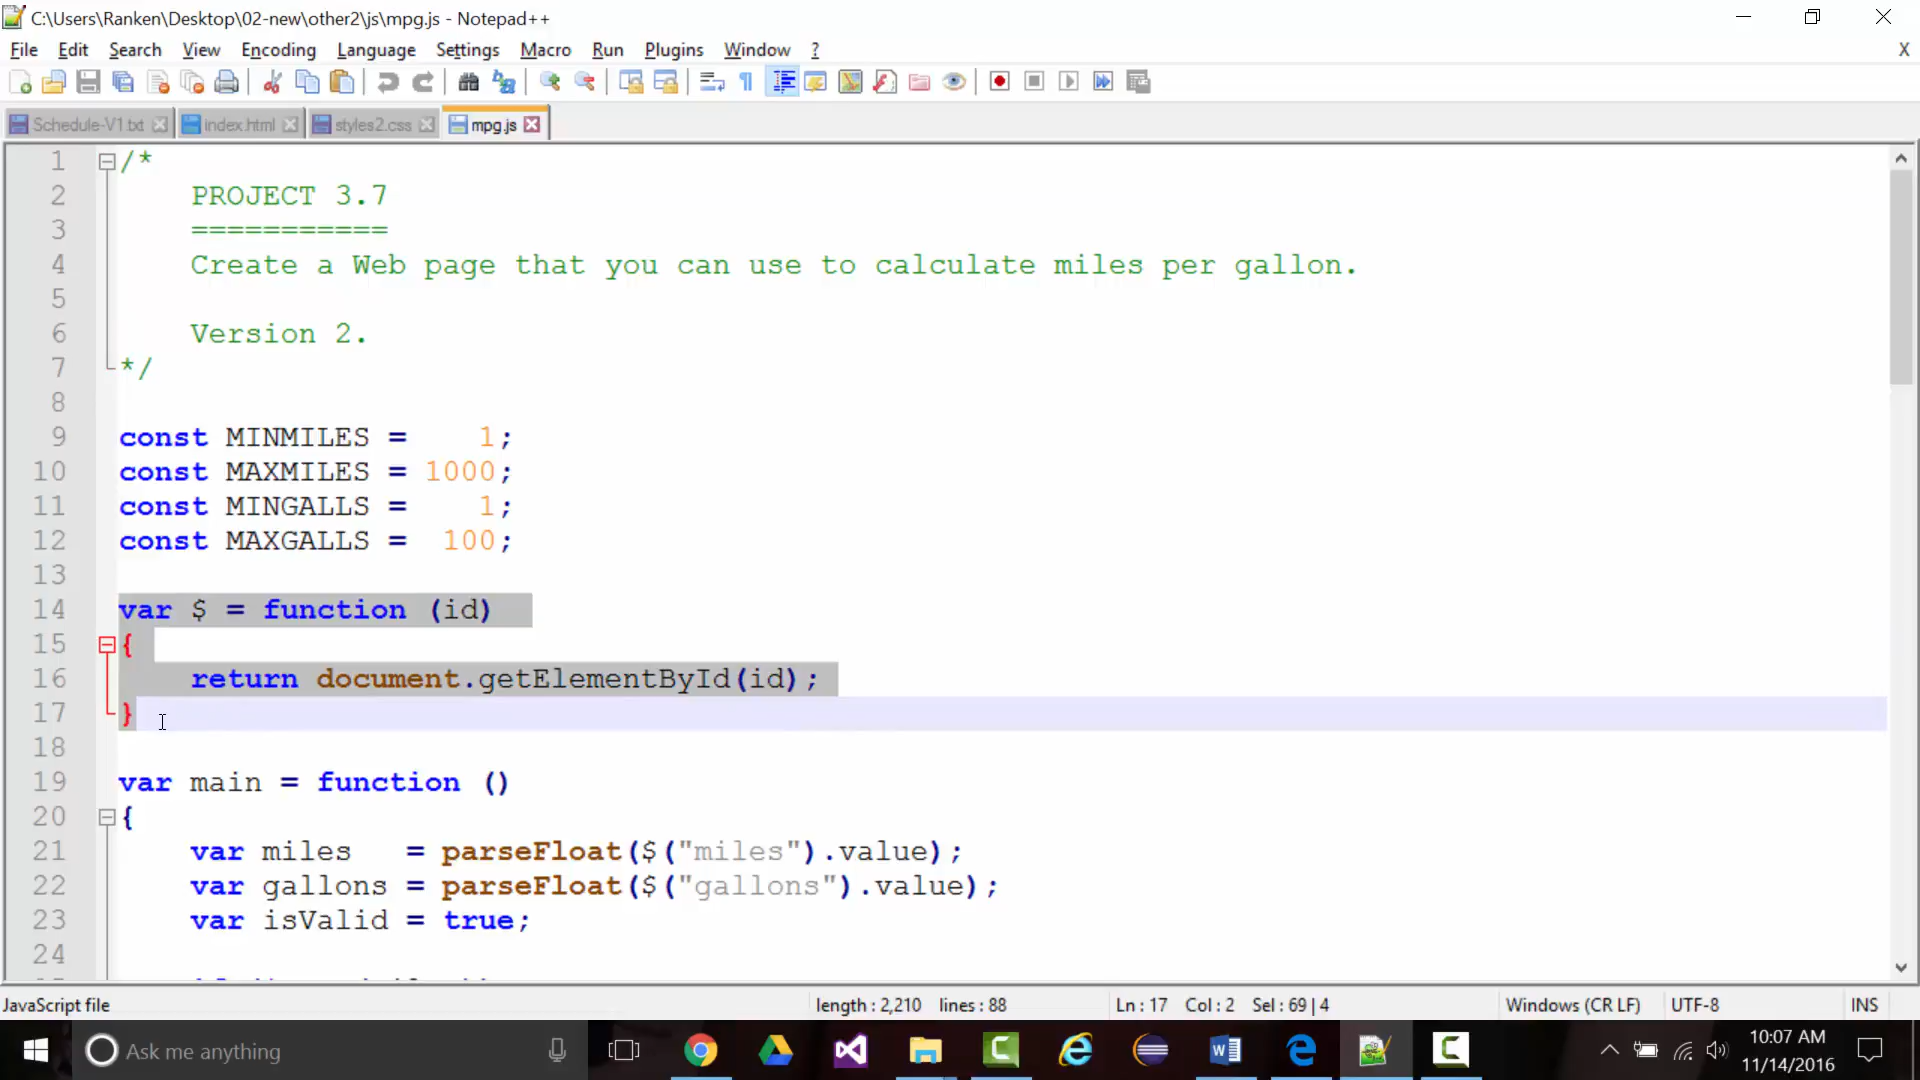 C:\Users\Ranken\Desktop\02-new\other2\js\mpg.js - Notepad++
File Edit Search View Encoding Language Settings Macro Run Plugins Window ? X
Schedule-V1.txt index.html styles2.css mpg.js
1 /*
2 PROJECT 3.7
3 ===========
4 Create a Web page that you can use to calculate miles per gallon.
5
6 Version 2.
7 */
8
9 const MINMILES =    1;
10 const MAXMILES = 1000;
11 const MINGALLS =    1;
12 const MAXGALLS =  100;
13
14 var $ = function (id)
15 {
16 return document.getElementById(id);
17 }
18
19 var main = function ()
20 {
21 var miles   = parseFloat($("miles").value);
22 var gallons = parseFloat($("gallons").value);
23 var isValid = true;
24
JavaScript file length : 2,210 lines : 88 Ln : 17 Col : 2 Sel : 69 | 4 Windows (CR LF) UTF-8 INS
Ask me anything
10:07 AM
11/14/2016